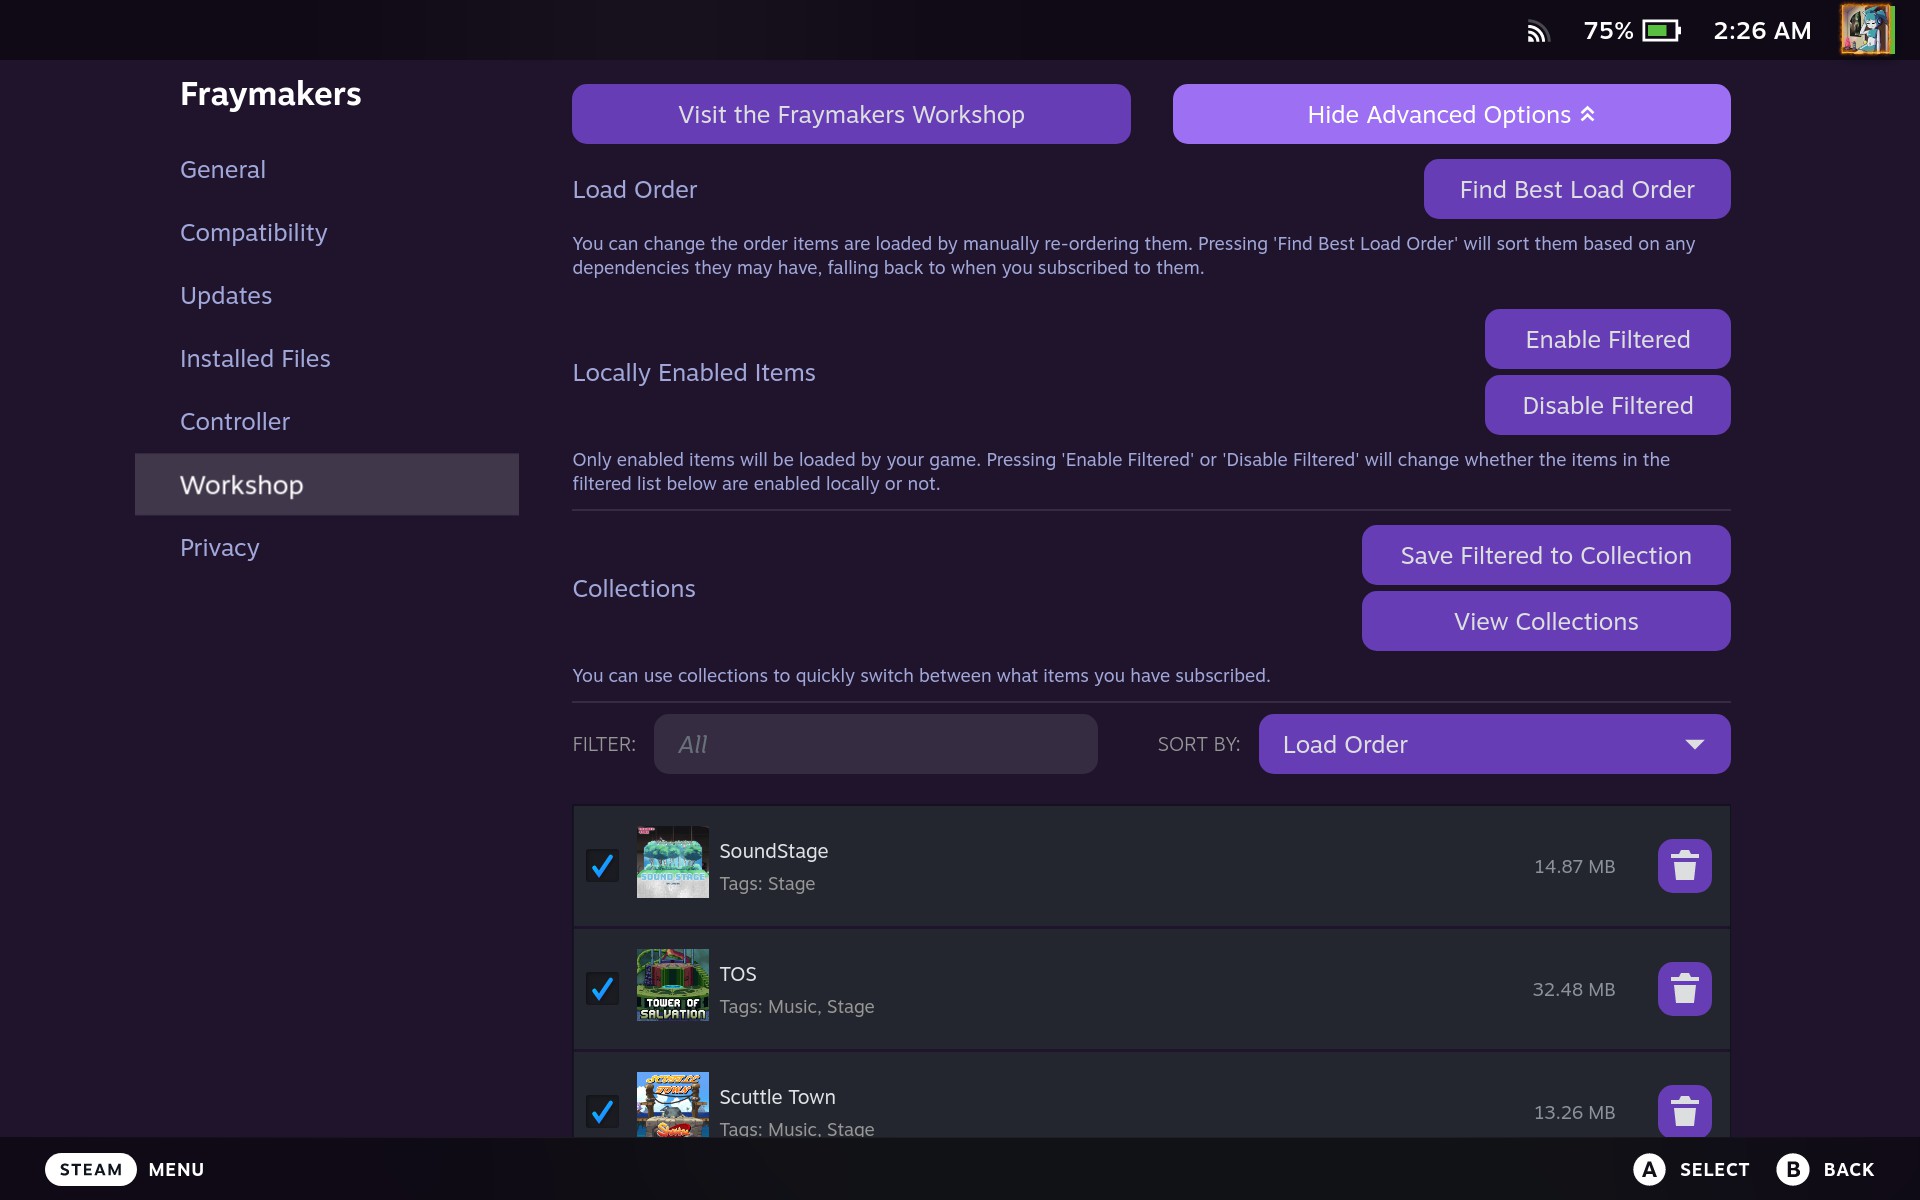 75%
2:26 AM
Fraymakers
General
Compatibility
Updates
Installed Files
Controller
Workshop
Privacy
Visit the Fraymakers Workshop
Hide Advanced Options
Load Order
Find Best Load Order
You can change the order items are loaded by manually re-ordering them. Pressing 'Find Best Load Order' will sort them based on any
dependencies they may have, falling back to when you subscribed to them.
Locally Enabled Items
Enable Filtered
Disable Filtered
Only enabled items will be loaded by your game. Pressing 'Enable Filtered' or 'Disable Filtered' will change whether the items in the
filtered list below are enabled locally or not.
Collections
Save Filtered to Collection
View Collections
You can use collections to quickly switch between what items you have subscribed.
FILTER:
All
SORT BY:
Load Order
SOUND STAGE
SoundStage
Tags: Stage
14.87 MB
TOWER OF
SALVATION
TOS
Tags: Music, Stage
32.48 MB
SCUTTLE
TOWN
Scuttle Town
Tags: Music, Stage
13.26 MB
STEAM
MENU
A
SELECT
B
BACK